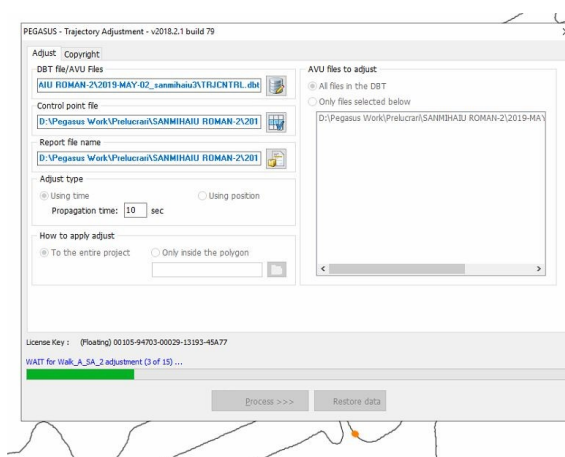 PEGASUS - Trajectory Adjustment - v2018.2.1 build 79
Adjust Copyright
DBT file/AVU Files
AIU ROMAN-2\2019-MAY-02_sanmihaiu3\TRJCNTRL.dbt
Control point file
D:\Pegasus Work\Prelucrari\SANMIHAIU ROMAN-2\201
Report file name
D:\Pegasus Work\Prelucrari\SANMIHAIU ROMAN-2\201
Adjust type
Using time Using position
Propagation time: 10 sec
How to apply adjust
To the entire project Only inside the polygon
AVU files to adjust
All files in the DBT
Only files selected below
D:\Pegasus Work\Prelucrari\SANMIHAIU ROMAN-2\2019-MAY
License Key : (Floating) 00105-94703-00029-13193-45A77
WAIT for Walk_A_SA_2 adjustment (3 of 15) ...
Process >>> Restore data